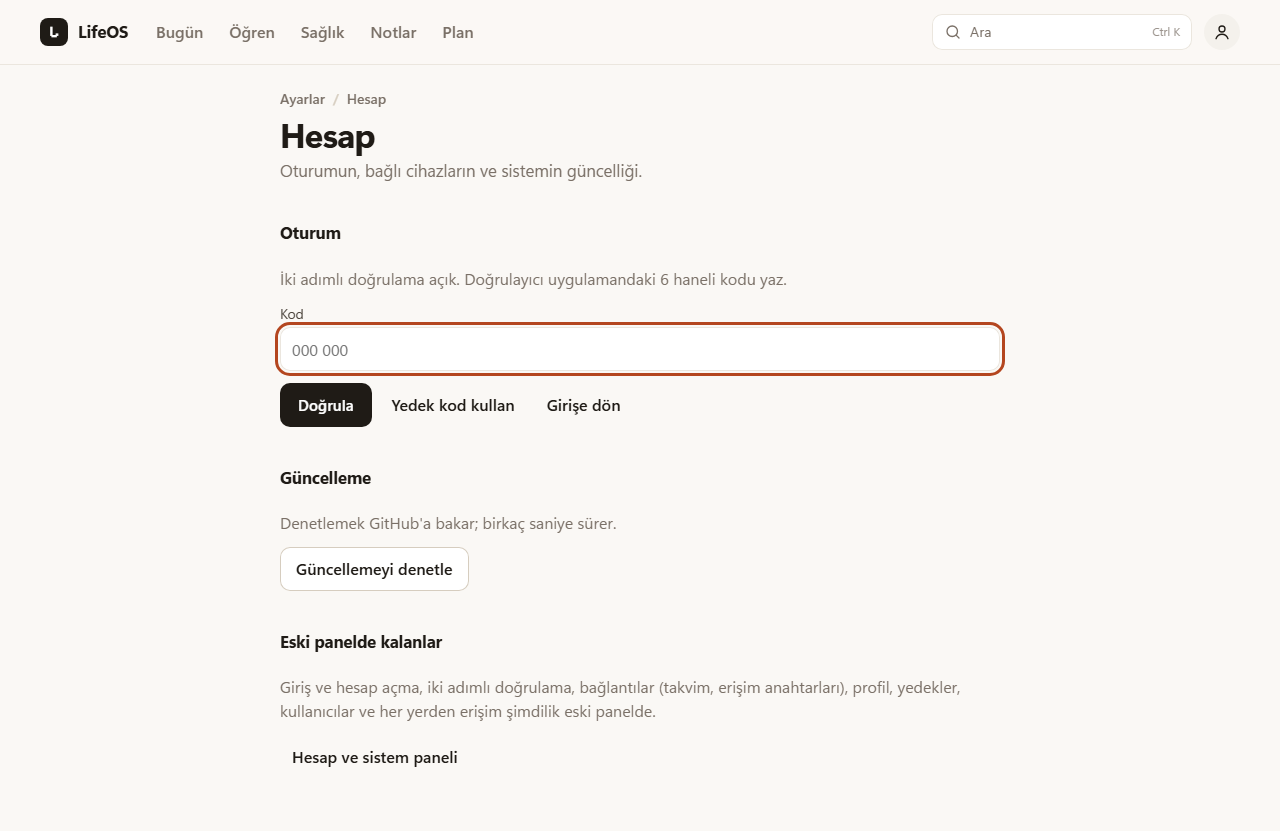 LifeOS
Bugün
Öğren
Sağlık
Notlar
Plan
Ara
Ctrl K
Ayarlar / Hesap
Hesap
Oturumun, bağlı cihazların ve sistemin güncelliği.
Oturum
İki adımlı doğrulama açık. Doğrulayıcı uygulamandaki 6 haneli kodu yaz.
Kod
000 000
Doğrula
Yedek kod kullan
Girişe dön
Güncelleme
Denetlemek GitHub'a bakar; birkaç saniye sürer.
Güncellemeyi denetle
Eski panelde kalanlar
Giriş ve hesap açma, iki adımlı doğrulama, bağlantılar (takvim, erişim anahtarları), profil, yedekler,
kullanıcılar ve her yerden erişim şimdilik eski panelde.
Hesap ve sistem paneli